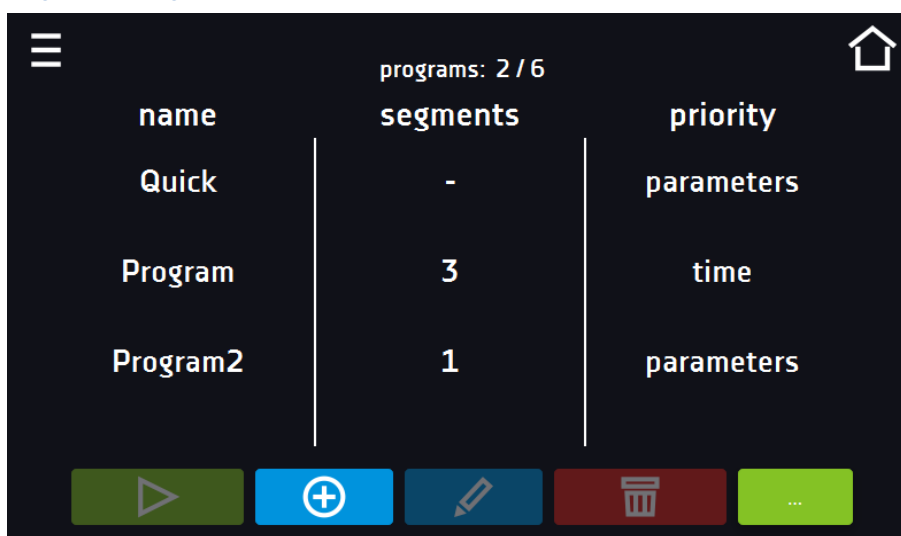 programs: 2 / 6
name segments priority
Quick - parameters
Program 3 time
Program2 1 parameters
...